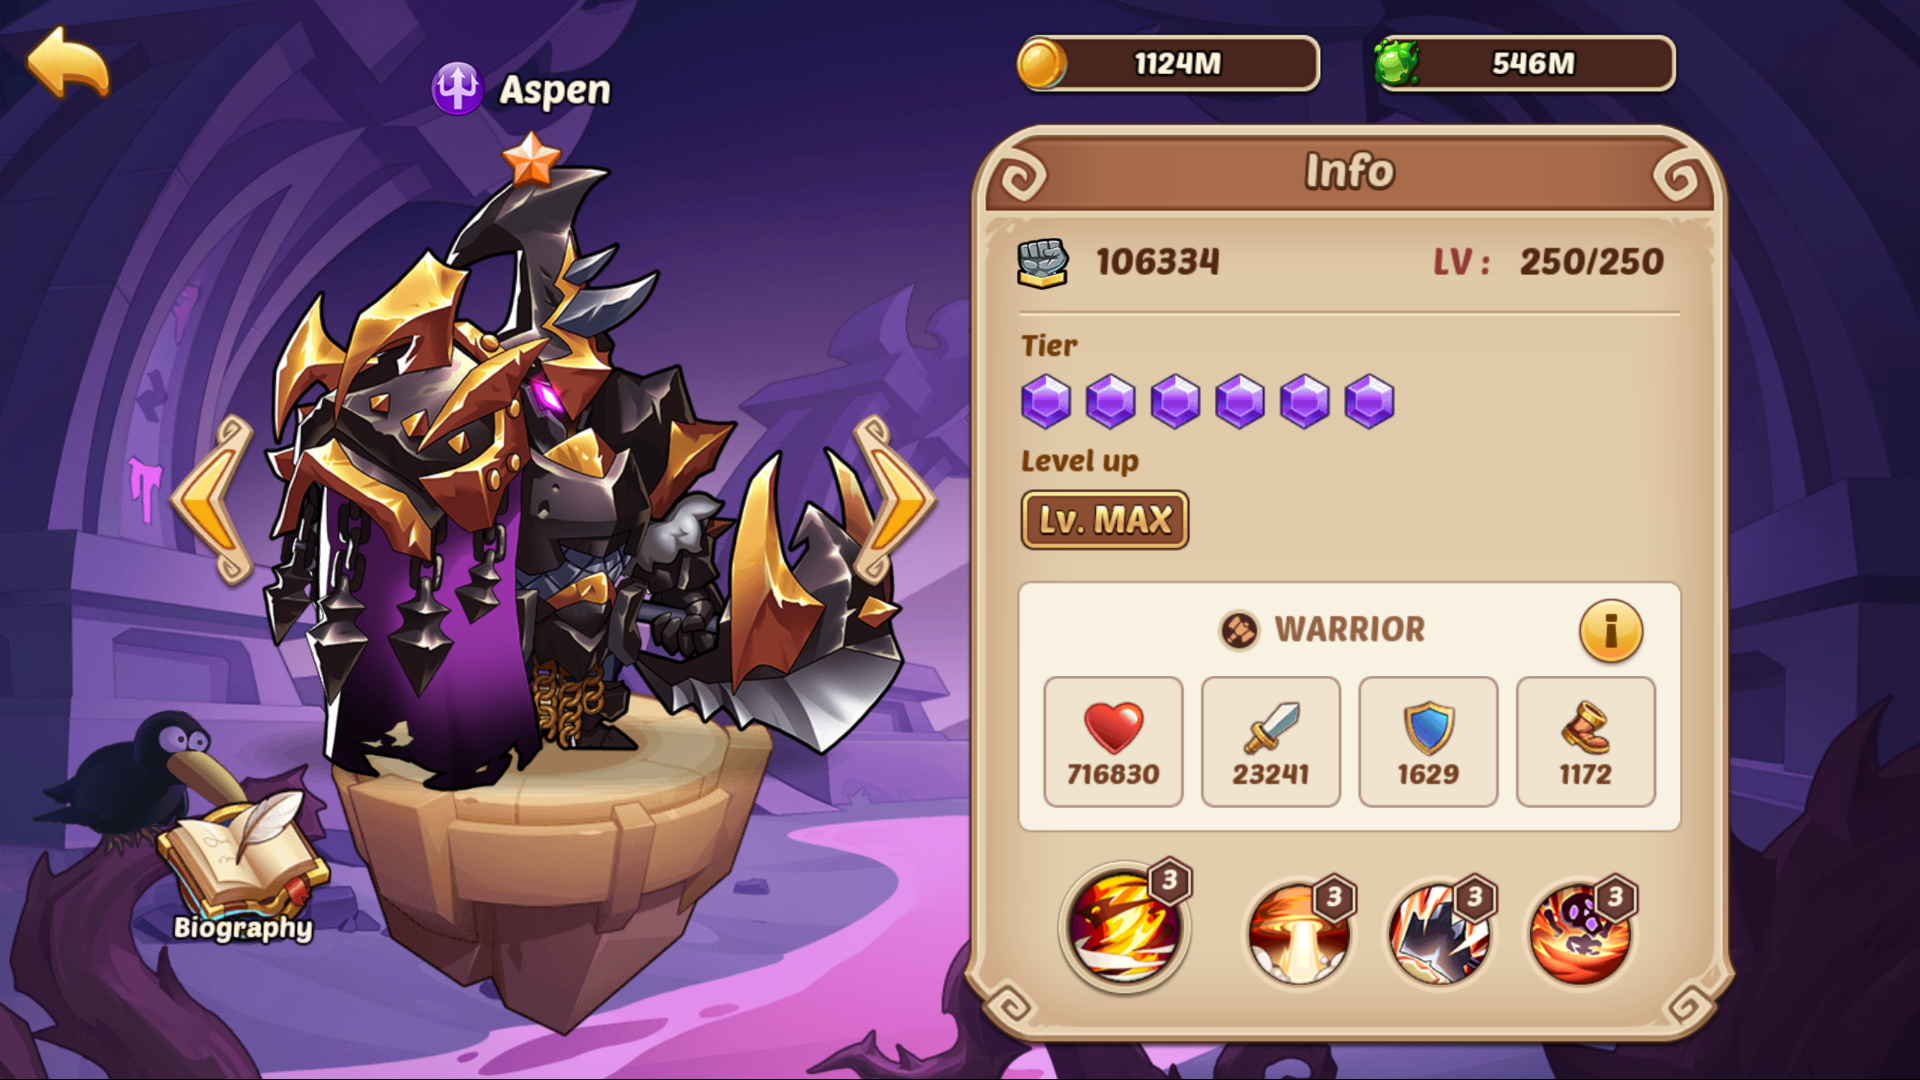 Aspen
1124M
546M
Info
106334
LV : 250/250
Tier
Level up
Lv. MAX
WARRIOR
716830
23241
1629
1172
3
3
3
3
Biography